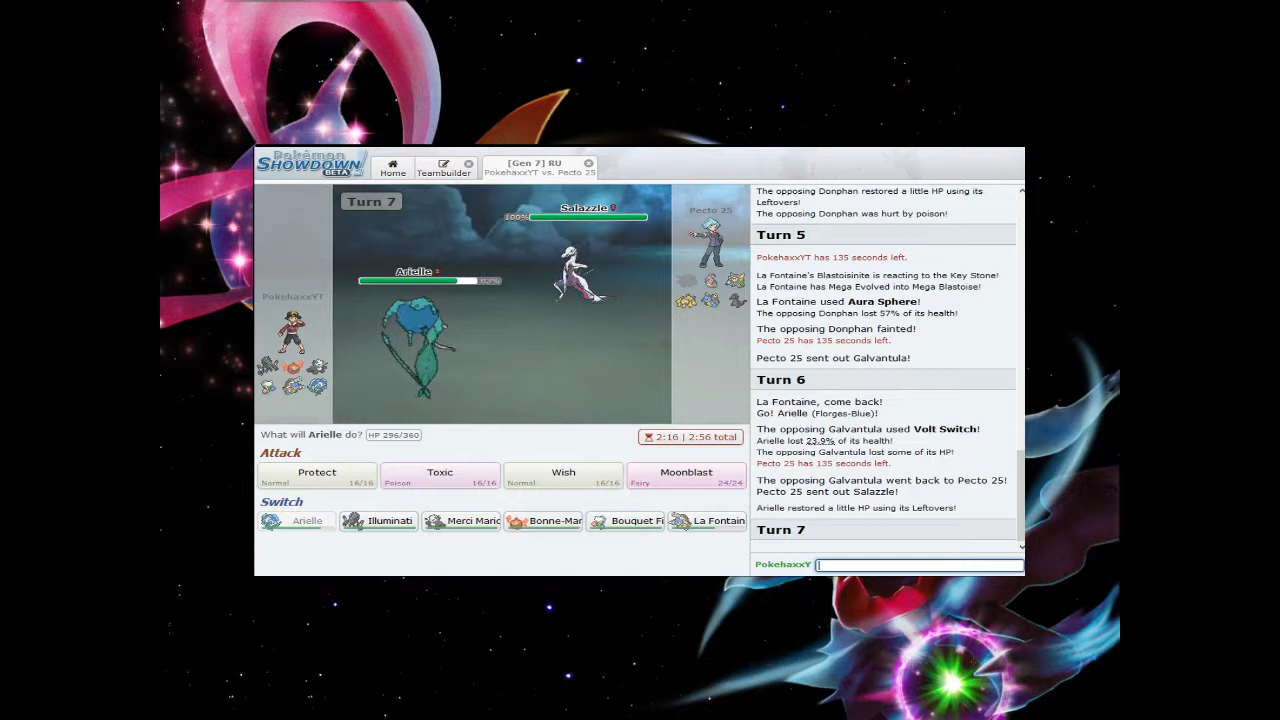 Pokémon
SHOWDOWN
BETA
Home
Teambuilder
[Gen 7] RU
PokehaxxYT vs. Pecto 25
Turn 7
Salazzle
100%
Arielle
Pecto 25
PokehaxxYT
The opposing Donphan restored a little HP using its
Leftovers!
The opposing Donphan was hurt by poison!
Turn 5
PokehaxxYT has 135 seconds left.
La Fontaine's Blastoisinite is reacting to the Key Stone!
La Fontaine has Mega Evolved into Mega Blastoise!
La Fontaine used Aura Sphere!
The opposing Donphan lost 57% of its health!
The opposing Donphan fainted!
Pecto 25 has 135 seconds left.
Pecto 25 sent out Galvantula!
Turn 6
La Fontaine, come back!
Go! Arielle (Florges-Blue)!
The opposing Galvantula used Volt Switch!
Arielle lost 23.9% of its health!
The opposing Galvantula lost some of its HP!
Pecto 25 has 135 seconds left.
The opposing Galvantula went back to Pecto 25!
Pecto 25 sent out Salazzle!
Arielle restored a little HP using its Leftovers!
Turn 7
What will Arielle do? HP 296/360
2:16 | 2:56 total
Attack
Protect
Normal 16/16
Toxic
Poison 16/16
Wish
Normal 16/16
Moonblast
Fairy 24/24
Switch
Arielle
Illuminati
Merci Maric
Bonne-Mar
Bouquet Fi
La Fontain
PokehaxxY